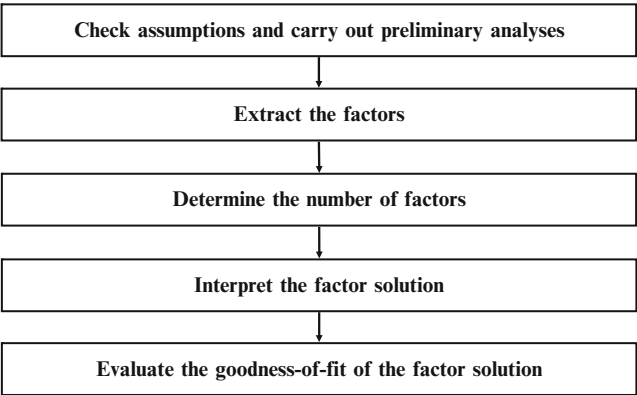 Check assumptions and carry out preliminary analyses
Extract the factors
Determine the number of factors
Interpret the factor solution
Evaluate the goodness-of-fit of the factor solution